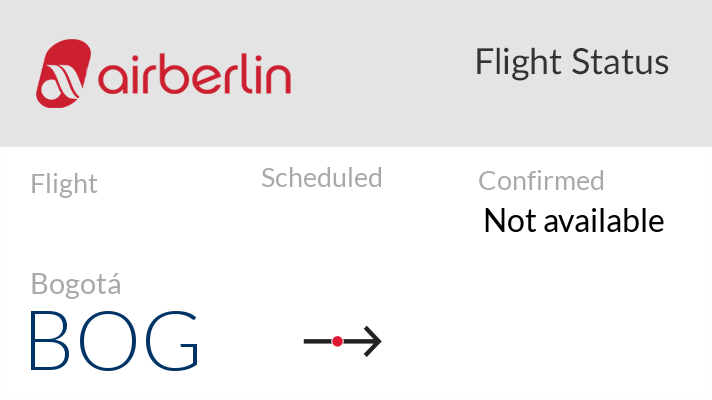 airberlin
Flight Status
Flight
Scheduled
Confirmed
Not available
Bogotá
BOG